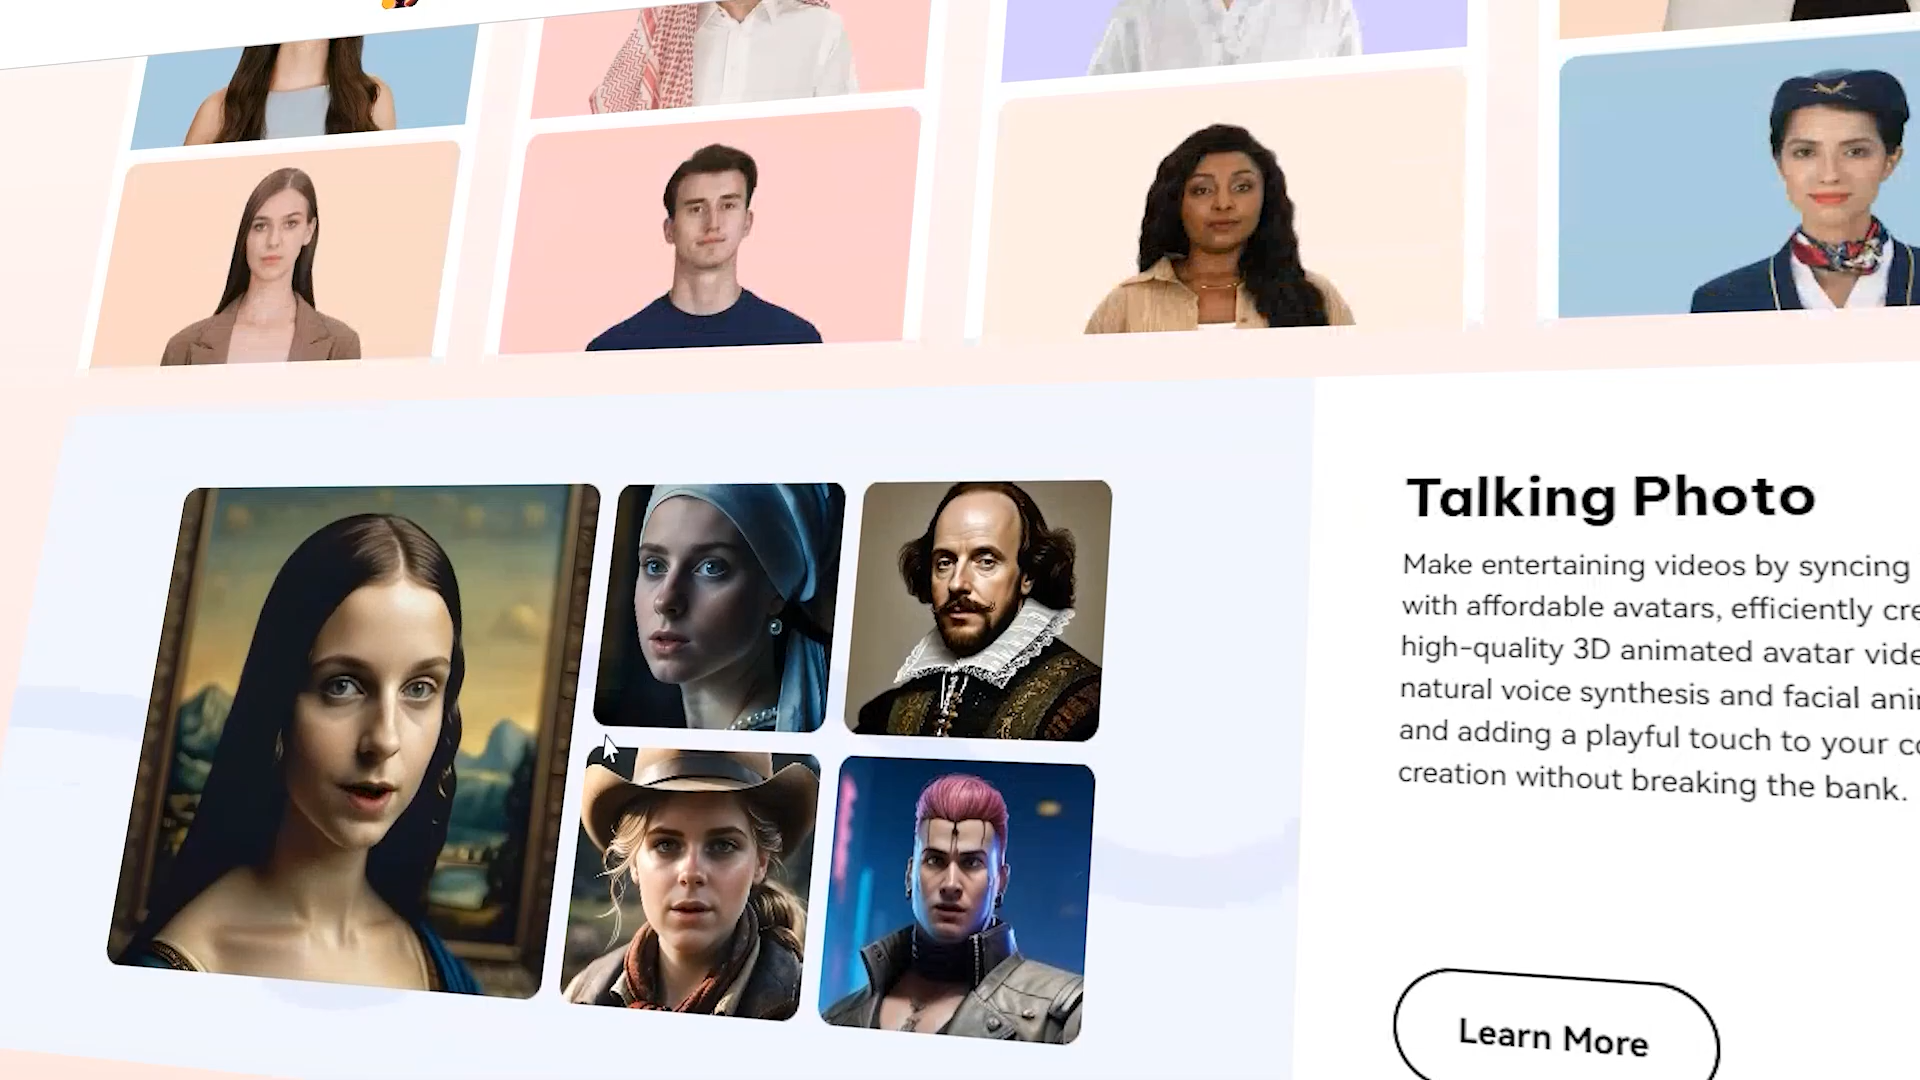 Talking Photo
Make entertaining videos by syncing
with affordable avatars, efficiently
high-quality 3D animated avatar
natural voice synthesis and facial
and adding a playful touch to your
creation without breaking the bank.
Learn More